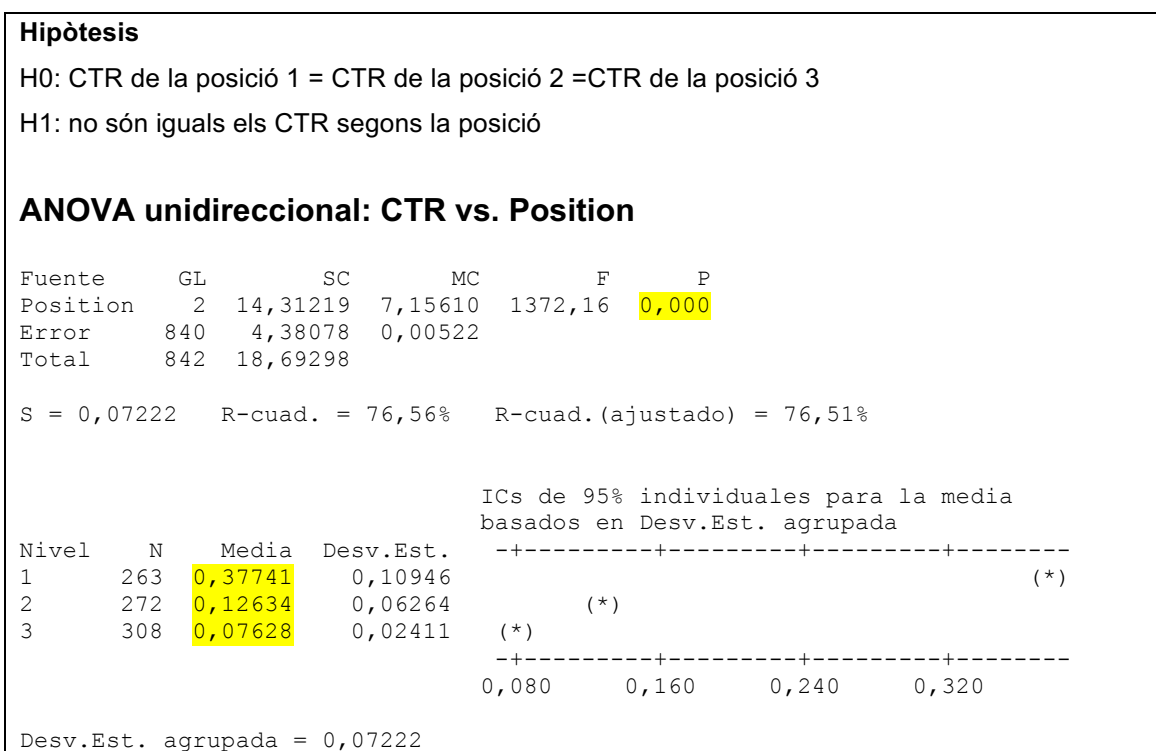 Hipòtesis
H0: CTR de la posició 1 = CTR de la posició 2 =CTR de la posició 3
H1: no són iguals els CTR segons la posició
ANOVA unidireccional: CTR vs. Position
Fuente GL SC MC F P
Position 2 14,31219 7,15610 1372,16 0,000
Error 840 4,38078 0,00522
Total 842 18,69298
S = 0,07222 R-cuad. = 76,56% R-cuad.(ajustado) = 76,51%
ICs de 95% individuales para la media
basados en Desv.Est. agrupada
Nivel N Media Desv.Est. -+---------+---------+---------+--------
1 263 0,37741 0,10946 (*)
2 272 0,12634 0,06264 (*)
3 308 0,07628 0,02411 (*)
-+---------+---------+---------+--------
0,080 0,160 0,240 0,320
Desv.Est. agrupada = 0,07222